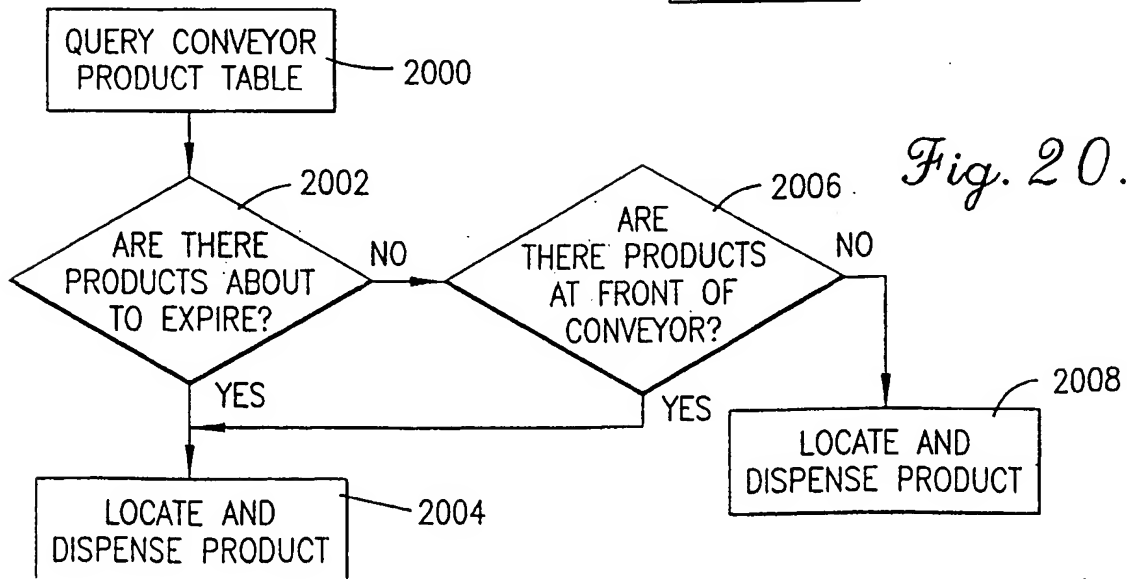 QUERY CONVEYOR
PRODUCT TABLE
2000
Fig. 20.
2002
ARE THERE
PRODUCTS ABOUT
TO EXPIRE?
NO
2006
ARE
THERE PRODUCTS
AT FRONT OF
CONVEYOR?
NO
YES
YES
2004
LOCATE AND
DISPENSE PRODUCT
2008
LOCATE AND
DISPENSE PRODUCT